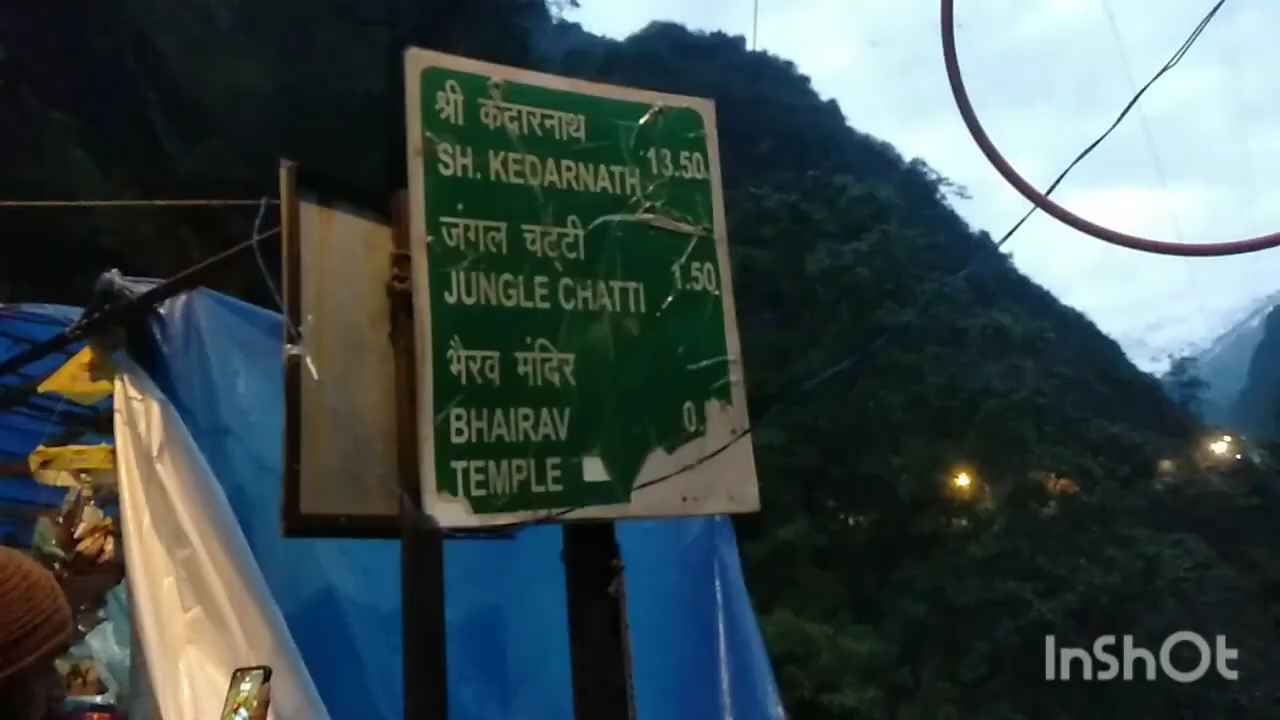 श्री केदारनाथ
SH. KEDARNATH 13.50
जंगल चट्टी
JUNGLE CHATTI 1.50
भैरव मंदिर
BHAIRAV 0.
TEMPLE
InShOt